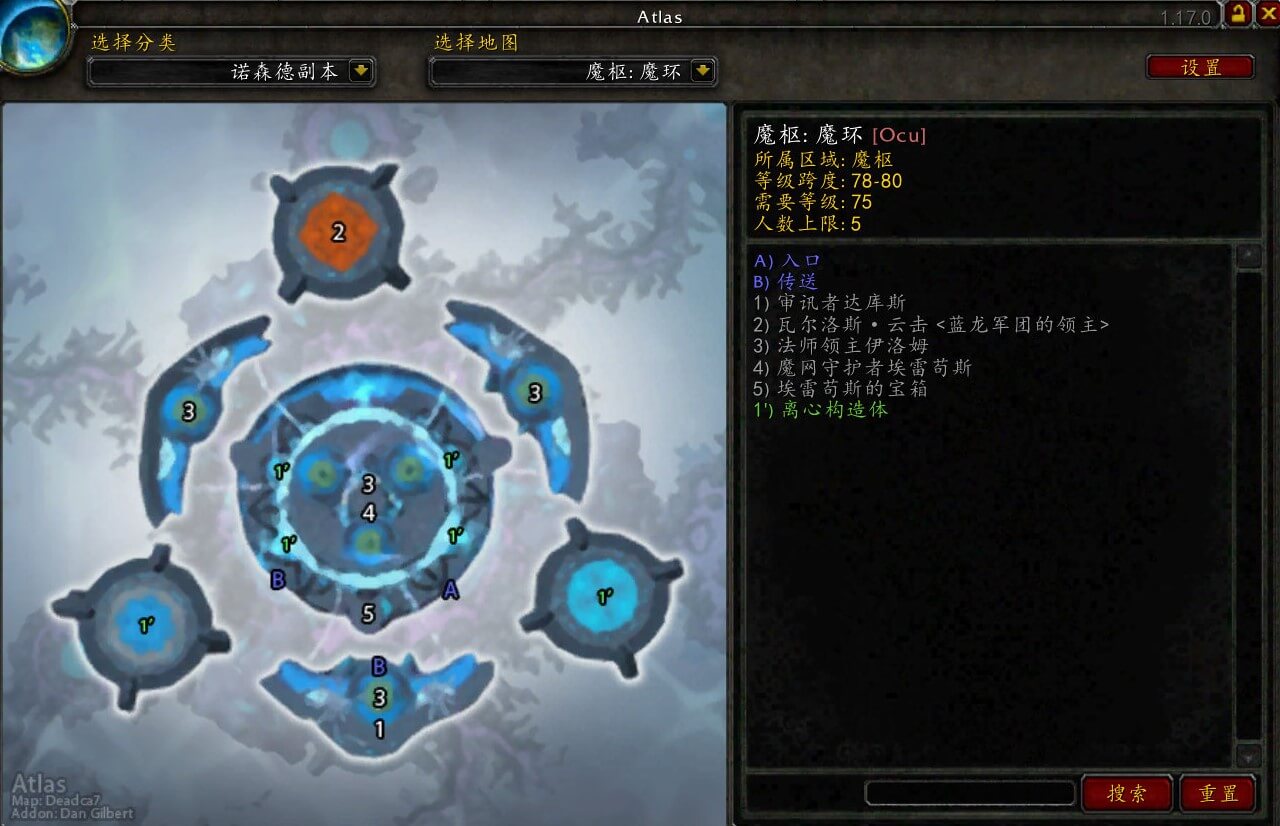 Atlas
1.17.0
选择分类
选择地图
诺森德副本
魔枢: 魔环
设置
2
3
3
1'
1'
3
4
1'
1'
B
A
5
1'
1'
B
3
1
Atlas
Map: Deadca7
Addon: Dan Gilbert
魔枢: 魔环 [Ocu]
所属区域: 魔枢
等级跨度: 78-80
需要等级: 75
人数上限: 5
A) 入口
B) 传送
1) 审讯者达库斯
2) 瓦尔洛斯·云击 <蓝龙军团的领主>
3) 法师领主伊洛姆
4) 魔网守护者埃雷苟斯
5) 埃雷苟斯的宝箱
1') 离心构造体
搜索
重置